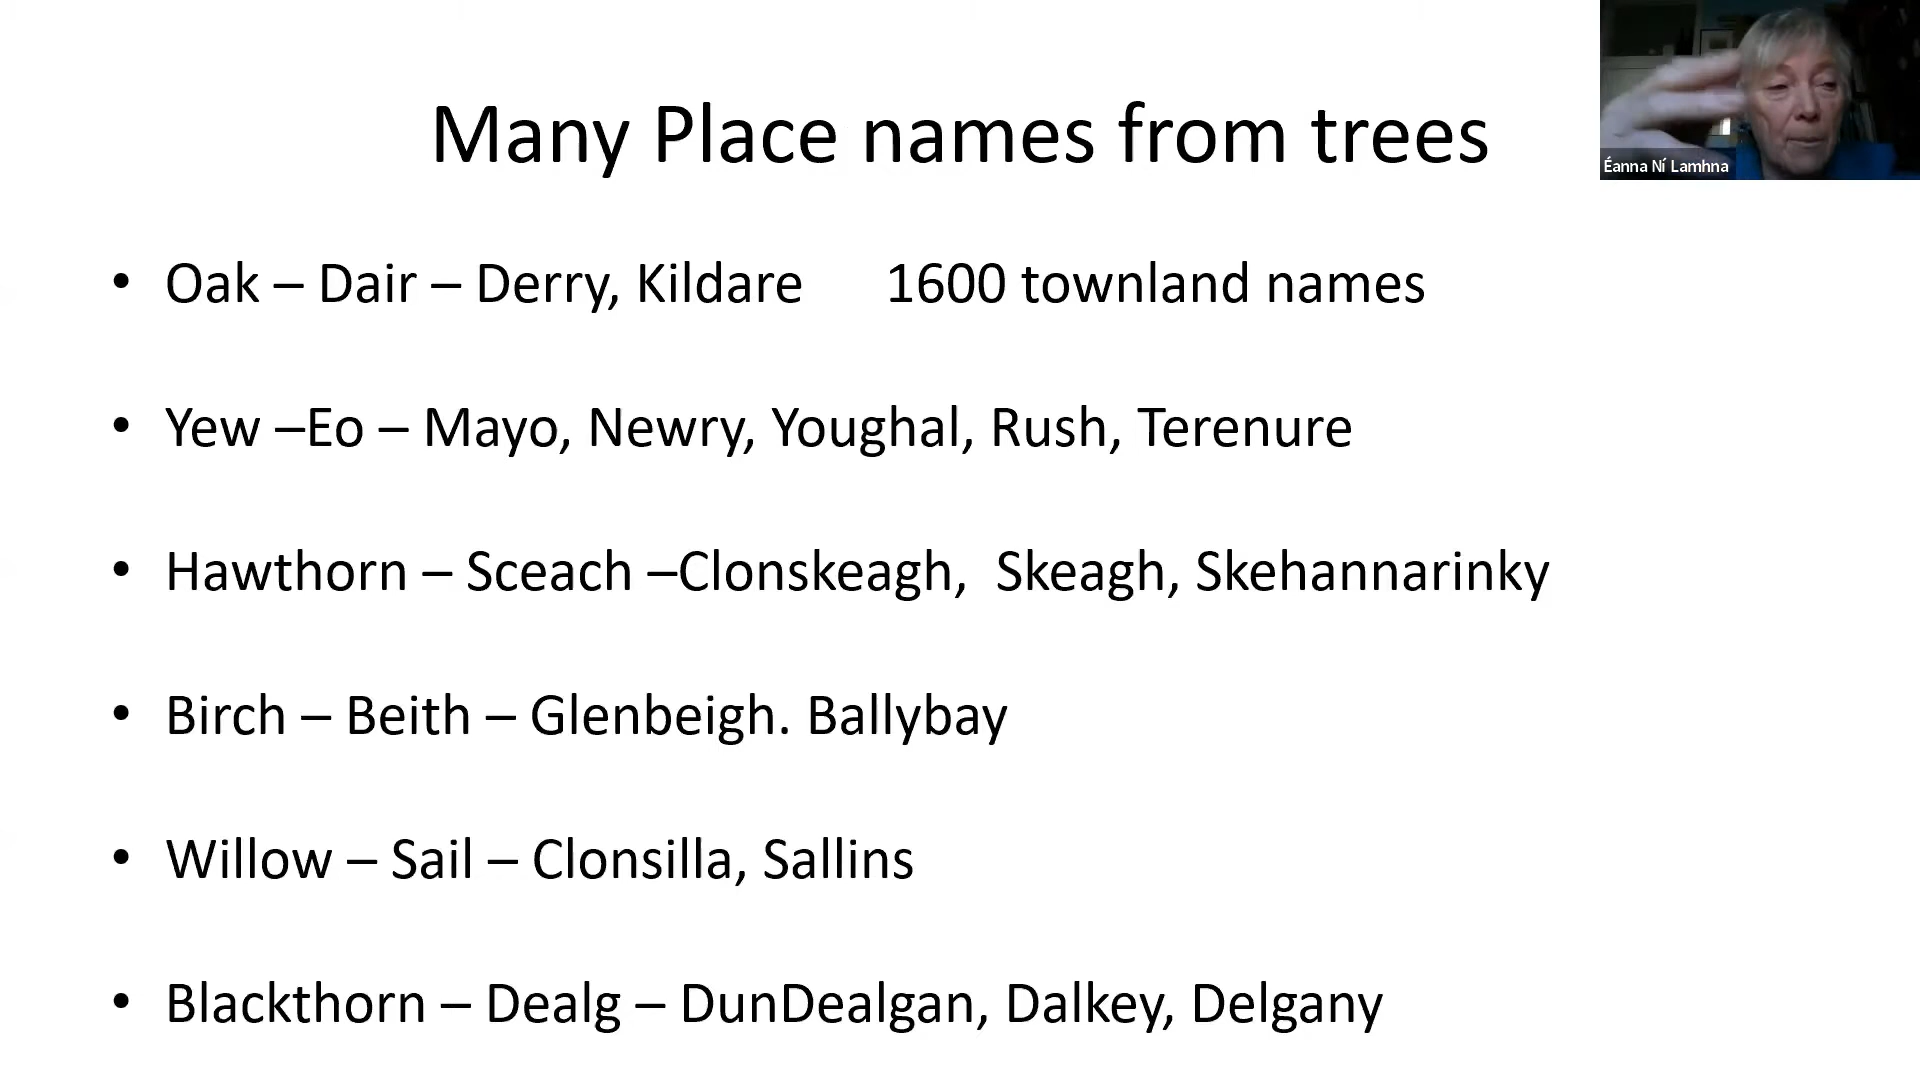 Many Place names from trees
Éanna Ní Lamhna
• Oak – Dair – Derry, Kildare 1600 townland names
• Yew –Eo – Mayo, Newry, Youghal, Rush, Terenure
• Hawthorn – Sceach –Clonskeagh, Skeagh, Skehannarinky
• Birch – Beith – Glenbeigh. Ballybay
• Willow – Sail – Clonsilla, Sallins
• Blackthorn – Dealg – DunDealgan, Dalkey, Delgany